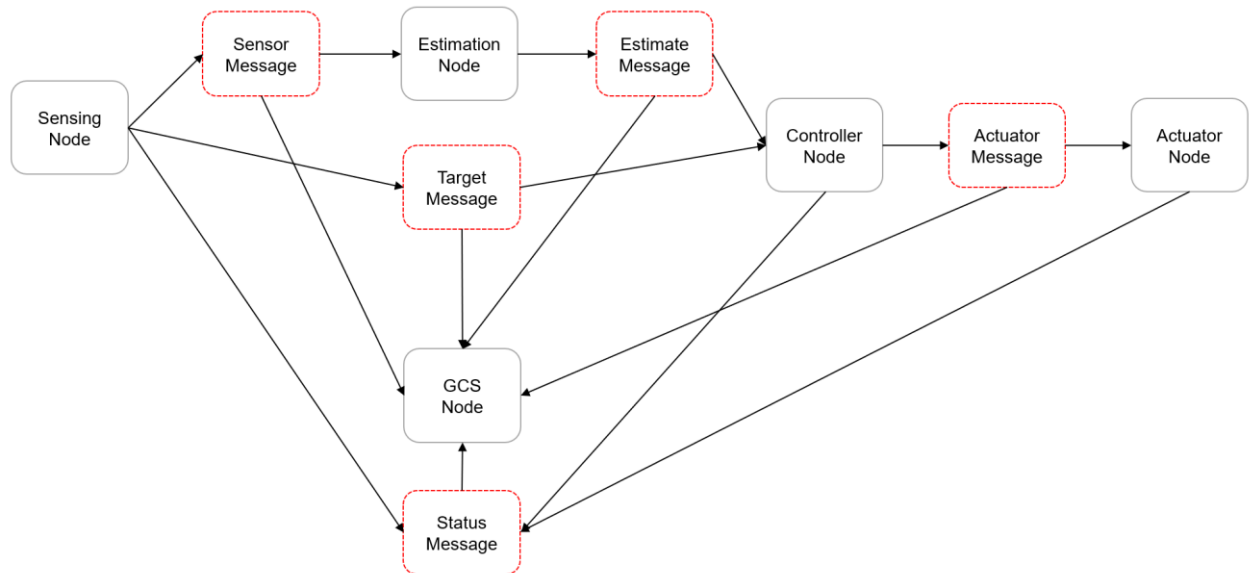 Sensor
Message
Estimation
Node
Estimate
Message
Sensing
Node
Controller
Node
Actuator
Message
Actuator
Node
Target
Message
GCS
Node
Status
Message